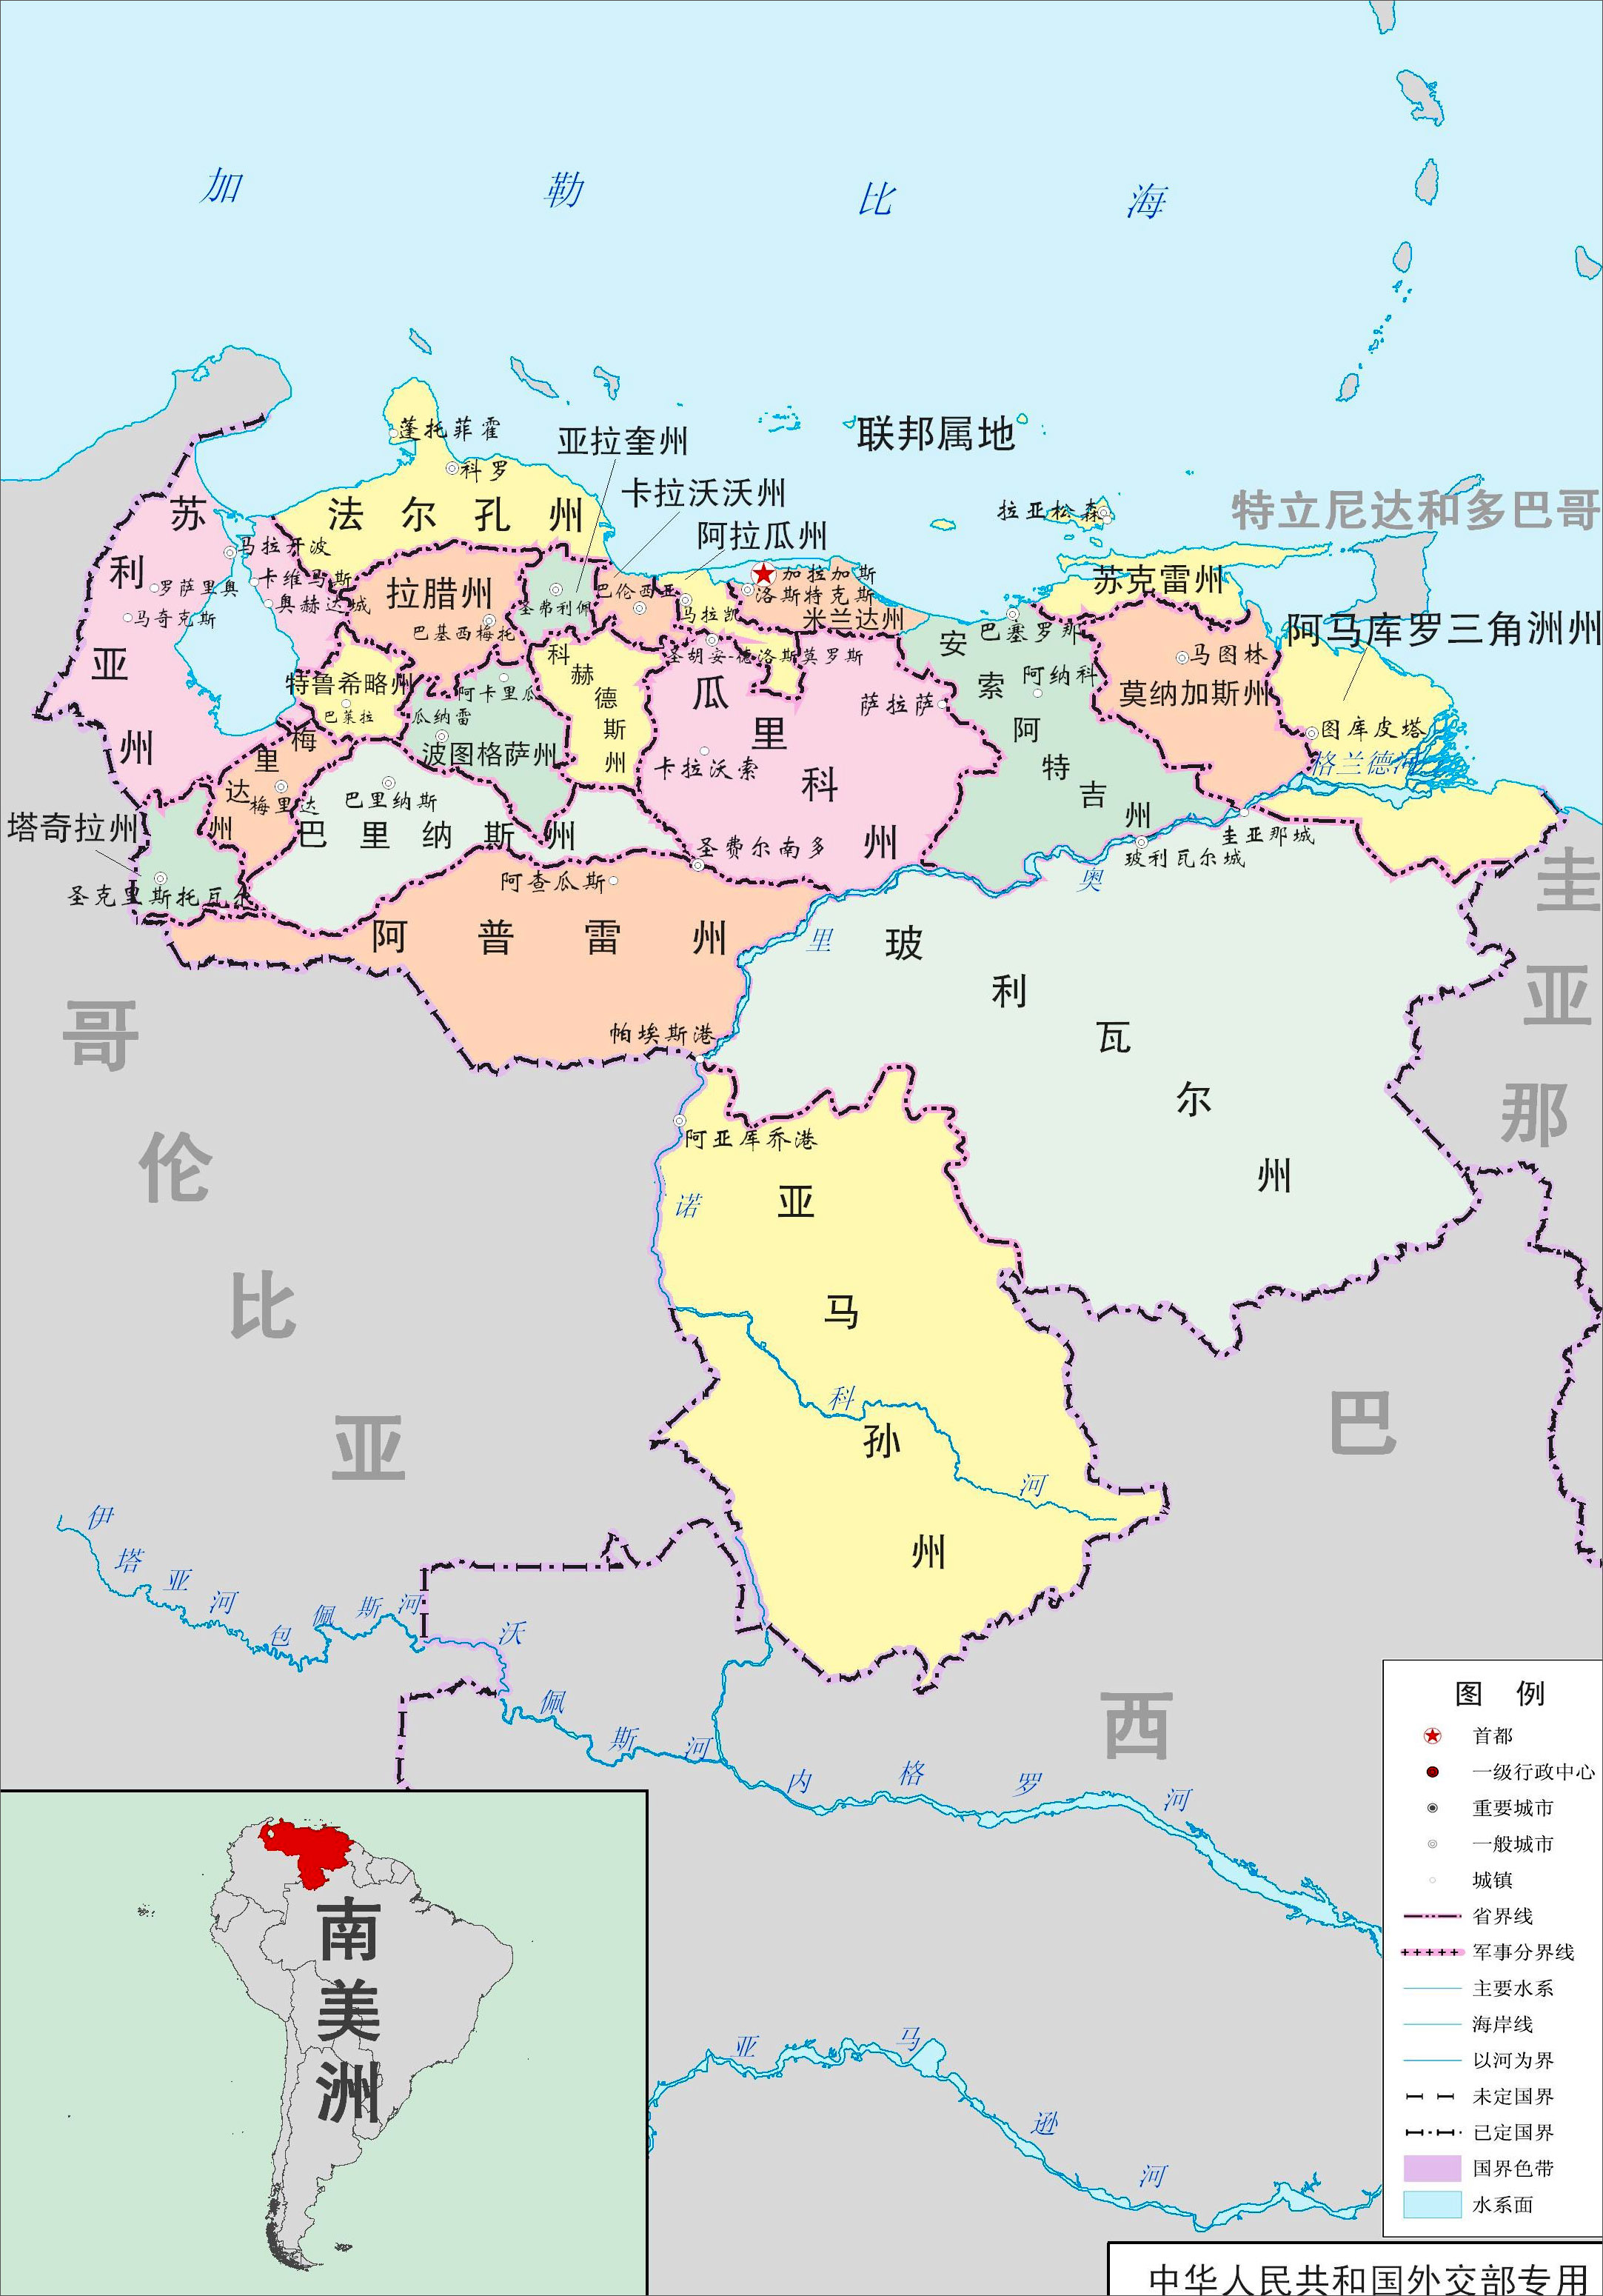 加勒比海
联邦属地
蓬托菲霍
科罗
亚拉奎州
卡拉沃沃州
阿拉瓜州
拉亚松森
特立尼达和多巴哥
苏利亚州
法尔孔州
马拉开波
罗萨里奥
卡维马斯
奥赫达城
马奇克斯
拉腊州
巴基西梅托
圣弗利佩
巴伦西亚
马拉凯
加拉加斯
洛斯特克斯
米兰达州
圣胡安-德洛斯莫罗斯
苏克雷州
巴塞罗那
阿马库罗三角洲州
马图林
莫纳加斯州
阿纳科
安索阿特吉州
萨拉萨
图库皮塔
格兰德河
特鲁希略州
巴莱拉
阿卡里瓜
瓜纳雷
波图格萨州
科赫德斯州
瓜里科州
卡拉沃索
梅里达州
梅里达
巴里纳斯
巴里纳斯州
塔奇拉州
圣克里斯托瓦尔
圣费尔南多
圭亚那城
玻利瓦尔城
阿查瓜斯
阿普雷州
帕埃斯港
奥里诺科河
玻利瓦尔州
圭亚那
哥伦比亚
阿亚库乔港
亚马孙州
巴西
伊塔亚河
包佩斯河
沃佩斯河
内格罗河
亚马逊河
南美洲
图例
首都
一级行政中心
重要城市
一般城市
城镇
省界线
军事分界线
主要水系
海岸线
以河为界
未定国界
已定国界
国界色带
水系面
中华人民共和国外交部专用